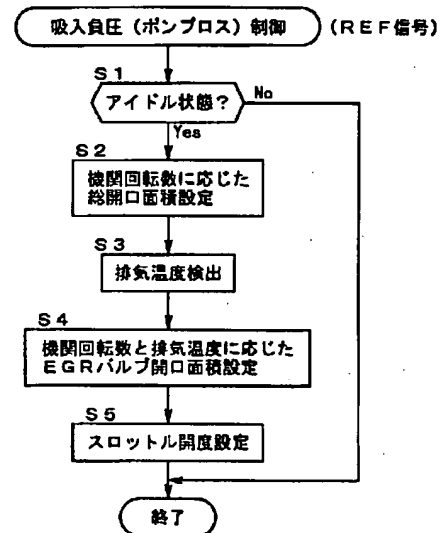 吸入負圧(ポンプロス)制御 (REF信号)
S1
アイドル状態?
No
Yes
S2
機関回転数に応じた
総開口面積設定
S3
排気温度検出
S4
機関回転数と排気温度に応じた
EGRバルブ開口面積設定
S5
スロットル開度設定
終了